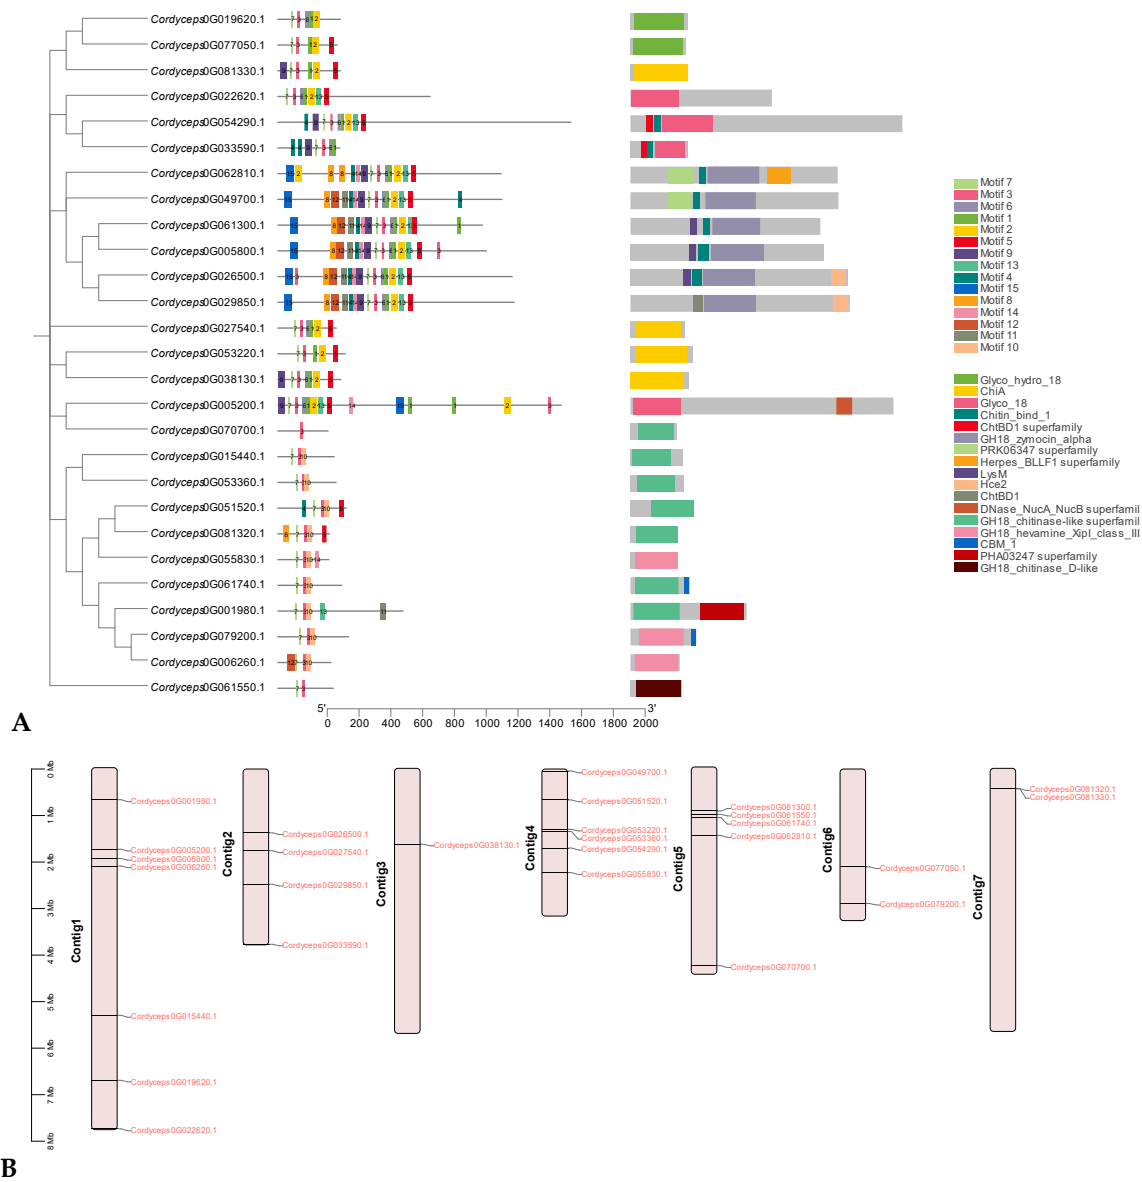 Cordyceps0G019620.1
Cordyceps0G077050.1
Cordyceps0G081330.1
Cordyceps0G022620.1
Cordyceps0G054290.1
Cordyceps0G033590.1
Cordyceps0G062810.1
Cordyceps0G049700.1
Cordyceps0G061300.1
Cordyceps0G005800.1
Cordyceps0G026500.1
Cordyceps0G029850.1
Cordyceps0G027540.1
Cordyceps0G053220.1
Cordyceps0G038130.1
Cordyceps0G005200.1
Cordyceps0G070700.1
Cordyceps0G015440.1
Cordyceps0G053360.1
Cordyceps0G051520.1
Cordyceps0G081320.1
Cordyceps0G055830.1
Cordyceps0G061740.1
Cordyceps0G001980.1
Cordyceps0G079200.1
Cordyceps0G006260.1
Cordyceps0G061550.1
5' 3'
0 200 400 600 800 1000 1200 1400 1600 1800 2000
Motif 7
Motif 3
Motif 6
Motif 1
Motif 2
Motif 5
Motif 9
Motif 13
Motif 4
Motif 15
Motif 8
Motif 14
Motif 12
Motif 11
Motif 10
Glyco_hydro_18
ChiA
Glyco_18
Chitin_bind_1
ChtBD1 superfamily
GH18_zymocin_alpha
PRK06347 superfamily
Herpes_BLLF1 superfamily
LysM
Hce2
ChtBD1
DNase_NucA_NucB superfamil
GH18_chitinase-like superfamil
GH18_hevamine_XipI_class_III
CBM_1
PHA03247 superfamily
GH18_chitinase_D-like
A
0 Mb
1 Mb
2 Mb
3 Mb
4 Mb
5 Mb
6 Mb
7 Mb
8 Mb
Contig1
Cordyceps0G001980.1
Cordyceps0G005200.1
Cordyceps0G005800.1
Cordyceps0G006260.1
Cordyceps0G015440.1
Cordyceps0G019620.1
Cordyceps0G022620.1
Contig2
Cordyceps0G026500.1
Cordyceps0G027540.1
Cordyceps0G029850.1
Cordyceps0G033590.1
Contig3
Cordyceps0G038130.1
Contig4
Cordyceps0G049700.1
Cordyceps0G051520.1
Cordyceps0G053220.1
Cordyceps0G053360.1
Cordyceps0G054290.1
Cordyceps0G055830.1
Contig5
Cordyceps0G061300.1
Cordyceps0G061550.1
Cordyceps0G061740.1
Cordyceps0G062810.1
Cordyceps0G070700.1
Contig6
Cordyceps0G077050.1
Cordyceps0G079200.1
Contig7
Cordyceps0G081320.1
Cordyceps0G081330.1
B